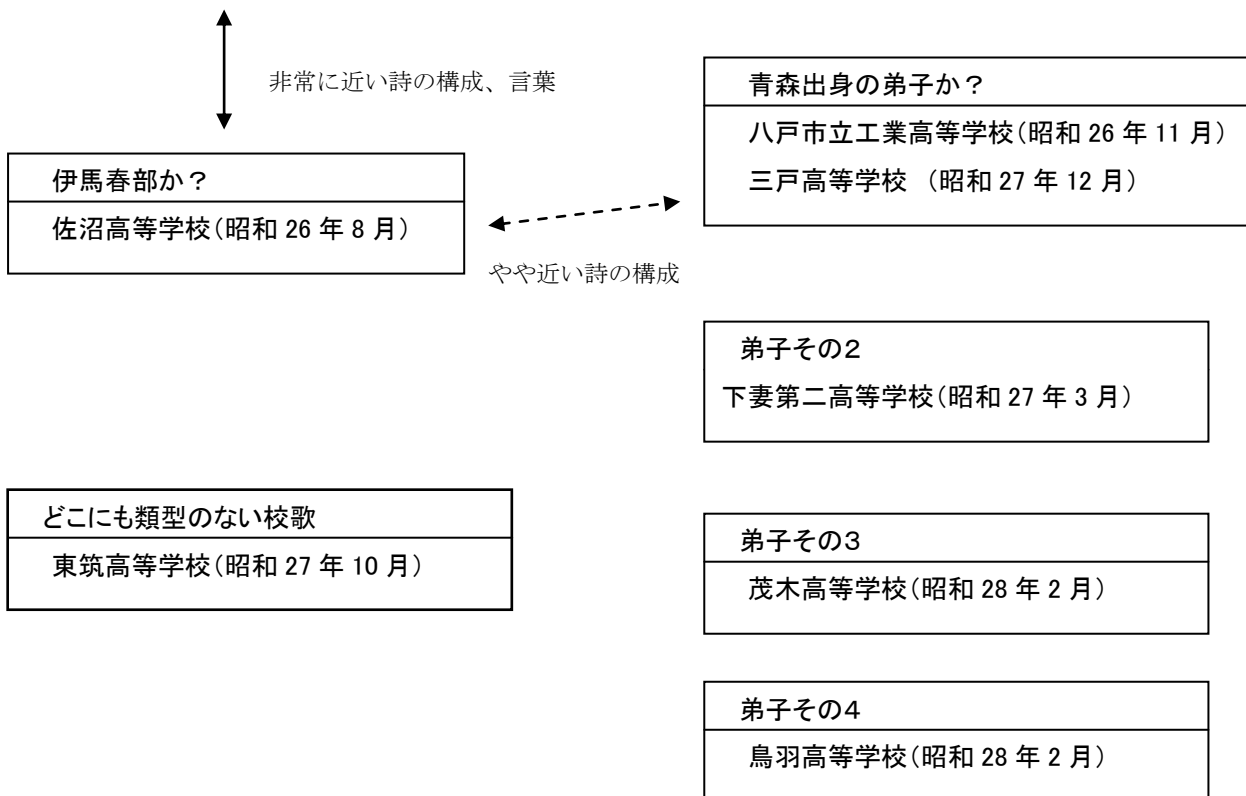 非常に近い詩の構成、言葉
伊馬春部か？
佐沼高等学校（昭和 26 年 8 月）
やや近い詩の構成
青森出身の弟子か？
八戸市立工業高等学校（昭和 26 年 11 月）
三戸高等学校 （昭和 27 年 12 月）
弟子その２
下妻第二高等学校（昭和 27 年 3 月）
どこにも類型のない校歌
東筑高等学校（昭和 27 年 10 月）
弟子その３
茂木高等学校（昭和 28 年 2 月）
弟子その４
鳥羽高等学校（昭和 28 年 2 月）